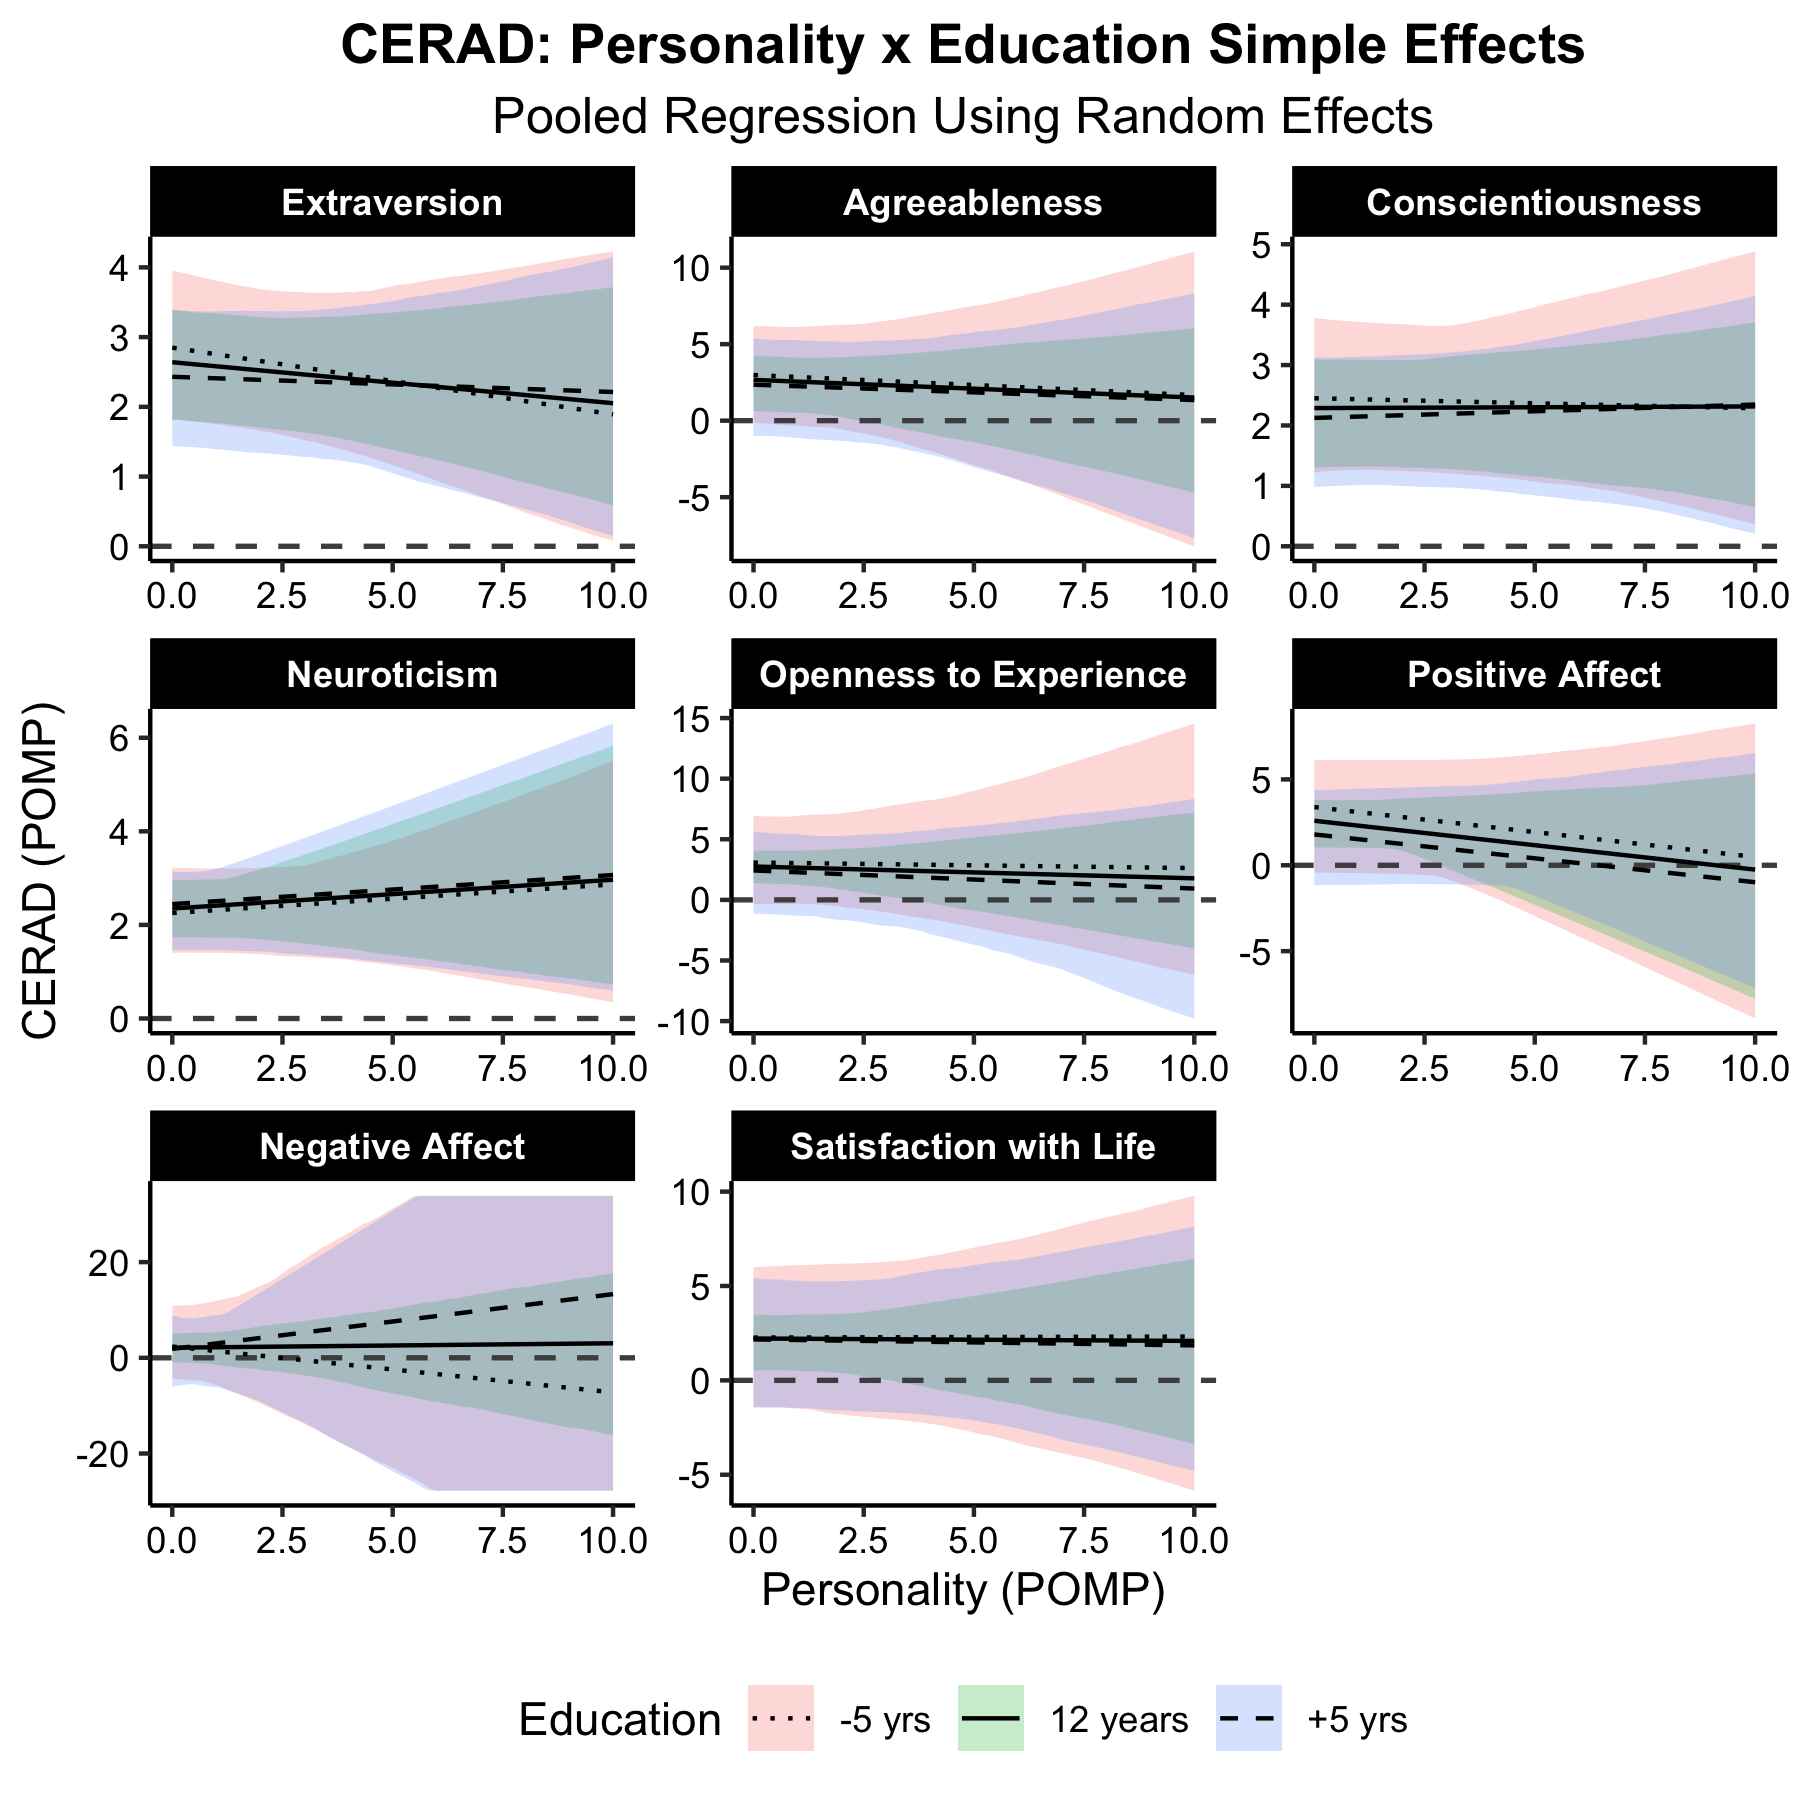 CERAD: Personality x Education Simple Effects
Pooled Regression Using Random Effects
Extraversion
Agreeableness
Conscientiousness
4
3
2
1
0
10
5
0
-5
5
4
3
2
1
0
0.0 2.5 5.0 7.5 10.0
0.0 2.5 5.0 7.5 10.0
0.0 2.5 5.0 7.5 10.0
CERAD (POMP)
Neuroticism
Openness to Experience
Positive Affect
6
4
2
0
15
10
5
0
-5
-10
5
0
-5
0.0 2.5 5.0 7.5 10.0
0.0 2.5 5.0 7.5 10.0
0.0 2.5 5.0 7.5 10.0
Negative Affect
Satisfaction with Life
20
0
-20
10
5
0
-5
0.0 2.5 5.0 7.5 10.0
0.0 2.5 5.0 7.5 10.0
Personality (POMP)
Education -5 yrs 12 years +5 yrs